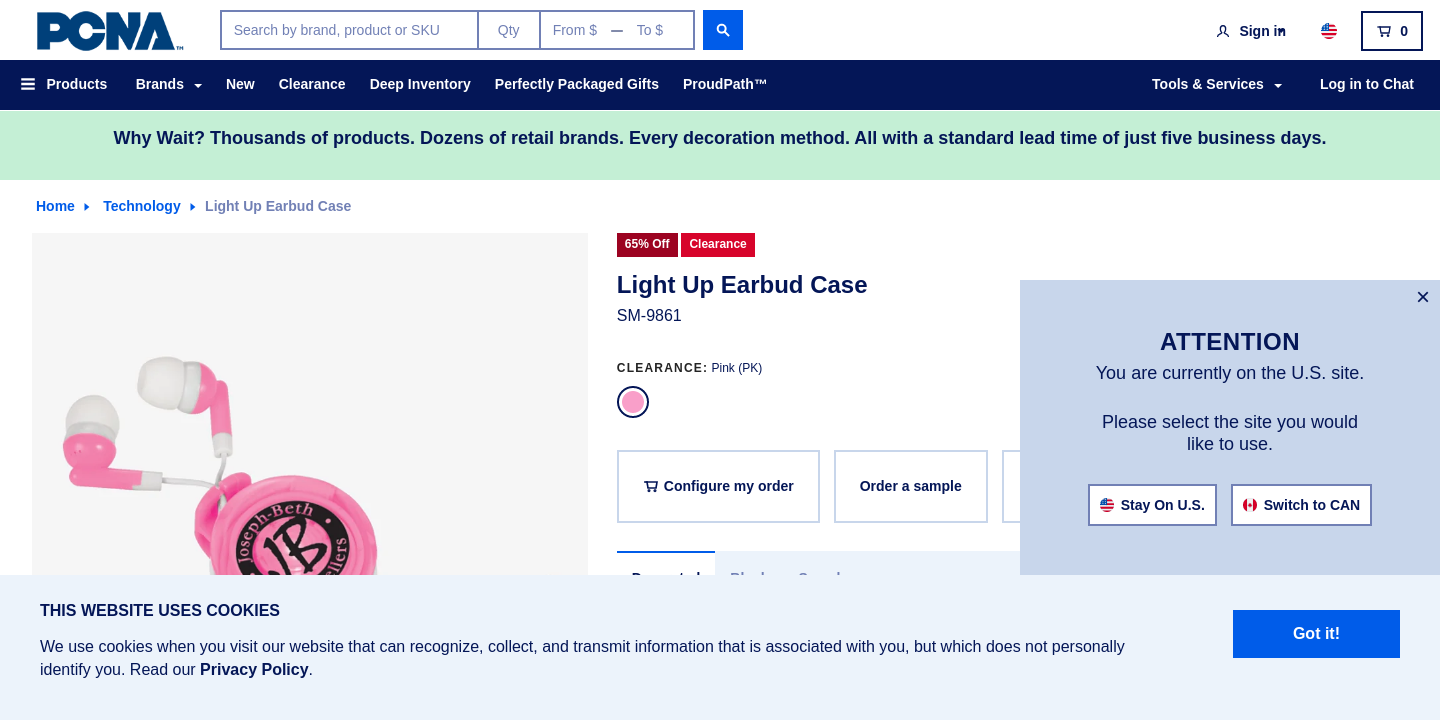 PCNA™
Search by brand, product or SKU
Qty
From $ — To $
Sign in
0
Products
Brands
New
Clearance
Deep Inventory
Perfectly Packaged Gifts
ProudPath™
Tools & Services
Log in to Chat
Why Wait? Thousands of products. Dozens of retail brands. Every decoration method. All with a standard lead time of just five business days.
Home
Technology
Light Up Earbud Case
65% Off
Clearance
Light Up Earbud Case
SM-9861
CLEARANCE: Pink (PK)
Configure my order
Order a sample
Joseph-Beth
JB
ATTENTION
You are currently on the U.S. site.
Please select the site you would
like to use.
Stay On U.S.
Switch to CAN
THIS WEBSITE USES COOKIES
We use cookies when you visit our website that can recognize, collect, and transmit information that is associated with you, but which does not personally
identify you. Read our Privacy Policy.
Got it!